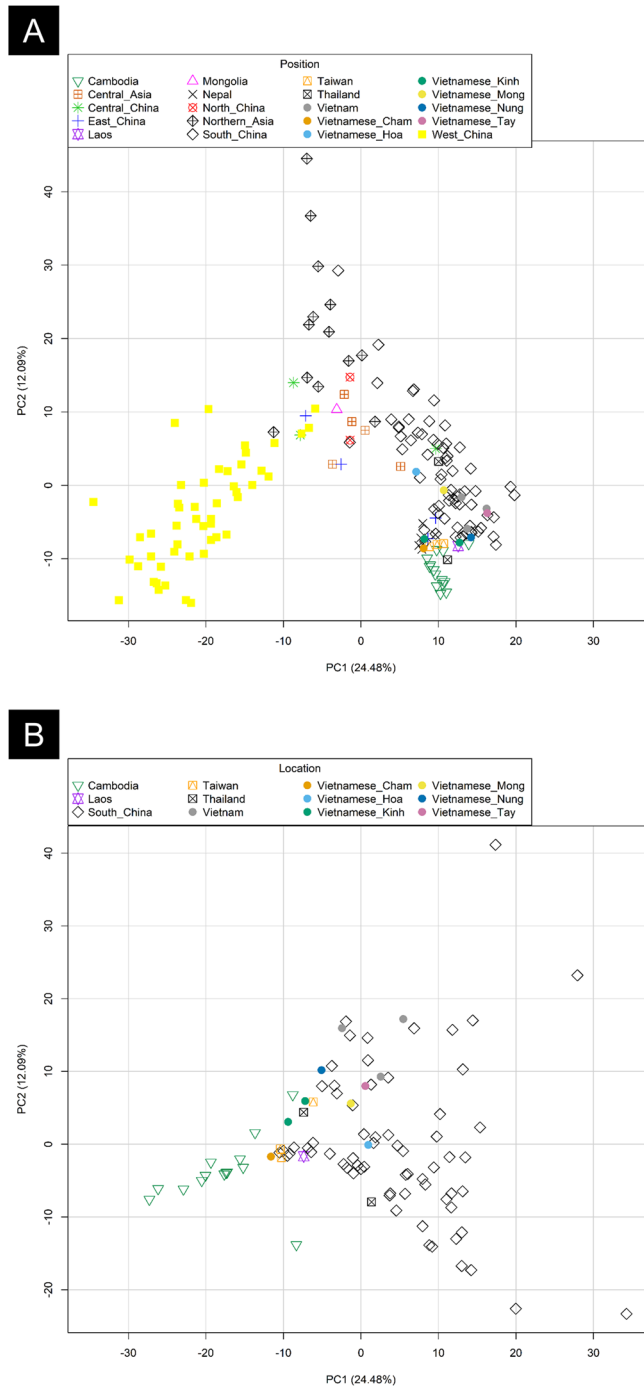 A
Position
Cambodia Mongolia Taiwan Vietnamese_Kinh
Central_Asia Nepal Thailand Vietnamese_Mong
Central_China North_China Vietnam Vietnamese_Nung
East_China Northern_Asia Vietnamese_Cham Vietnamese_Tay
Laos South_China Vietnamese_Hoa West_China
40
30
20
10
0
-10
PC2 (12.09%)
-30 -20 -10 0 10 20 30
PC1 (24.48%)
B
Location
Cambodia Taiwan Vietnamese_Cham Vietnamese_Mong
Laos Thailand Vietnamese_Hoa Vietnamese_Nung
South_China Vietnam Vietnamese_Kinh Vietnamese_Tay
40
30
20
10
0
-10
-20
PC2 (12.09%)
-30 -20 -10 0 10 20 30
PC1 (24.48%)